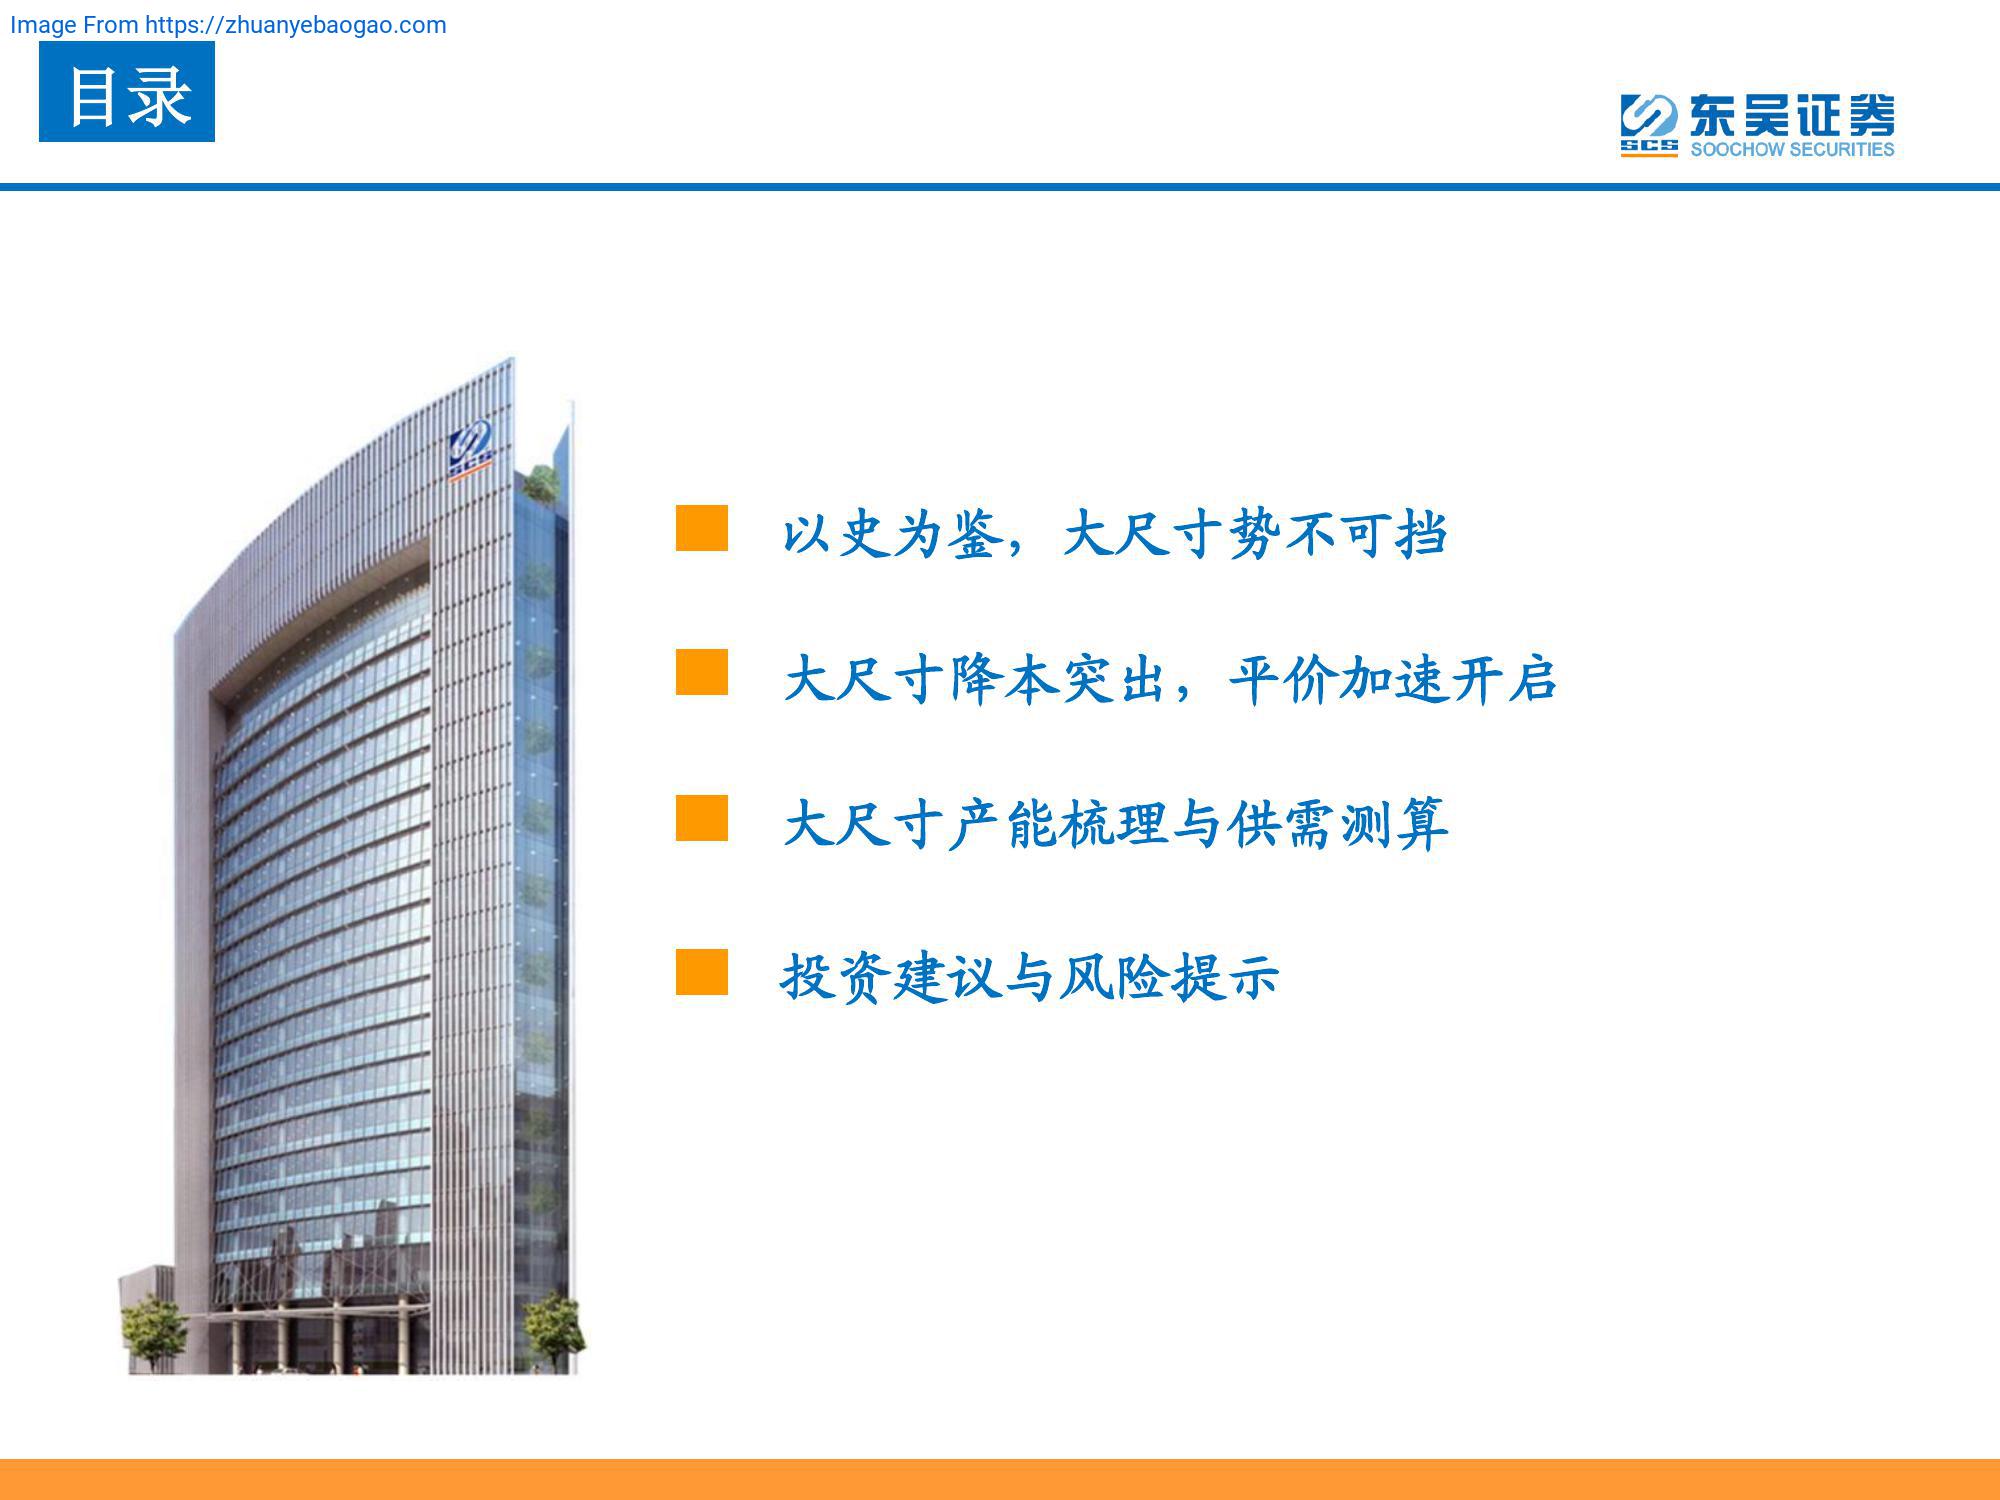 Image From https://zhuanyebaogao.com
目录
东吴证券
SCS
SOOCHOW SECURITIES
SCS
以史为鉴，大尺寸势不可挡
大尺寸降本突出，平价加速开启
大尺寸产能梳理与供需测算
投资建议与风险提示